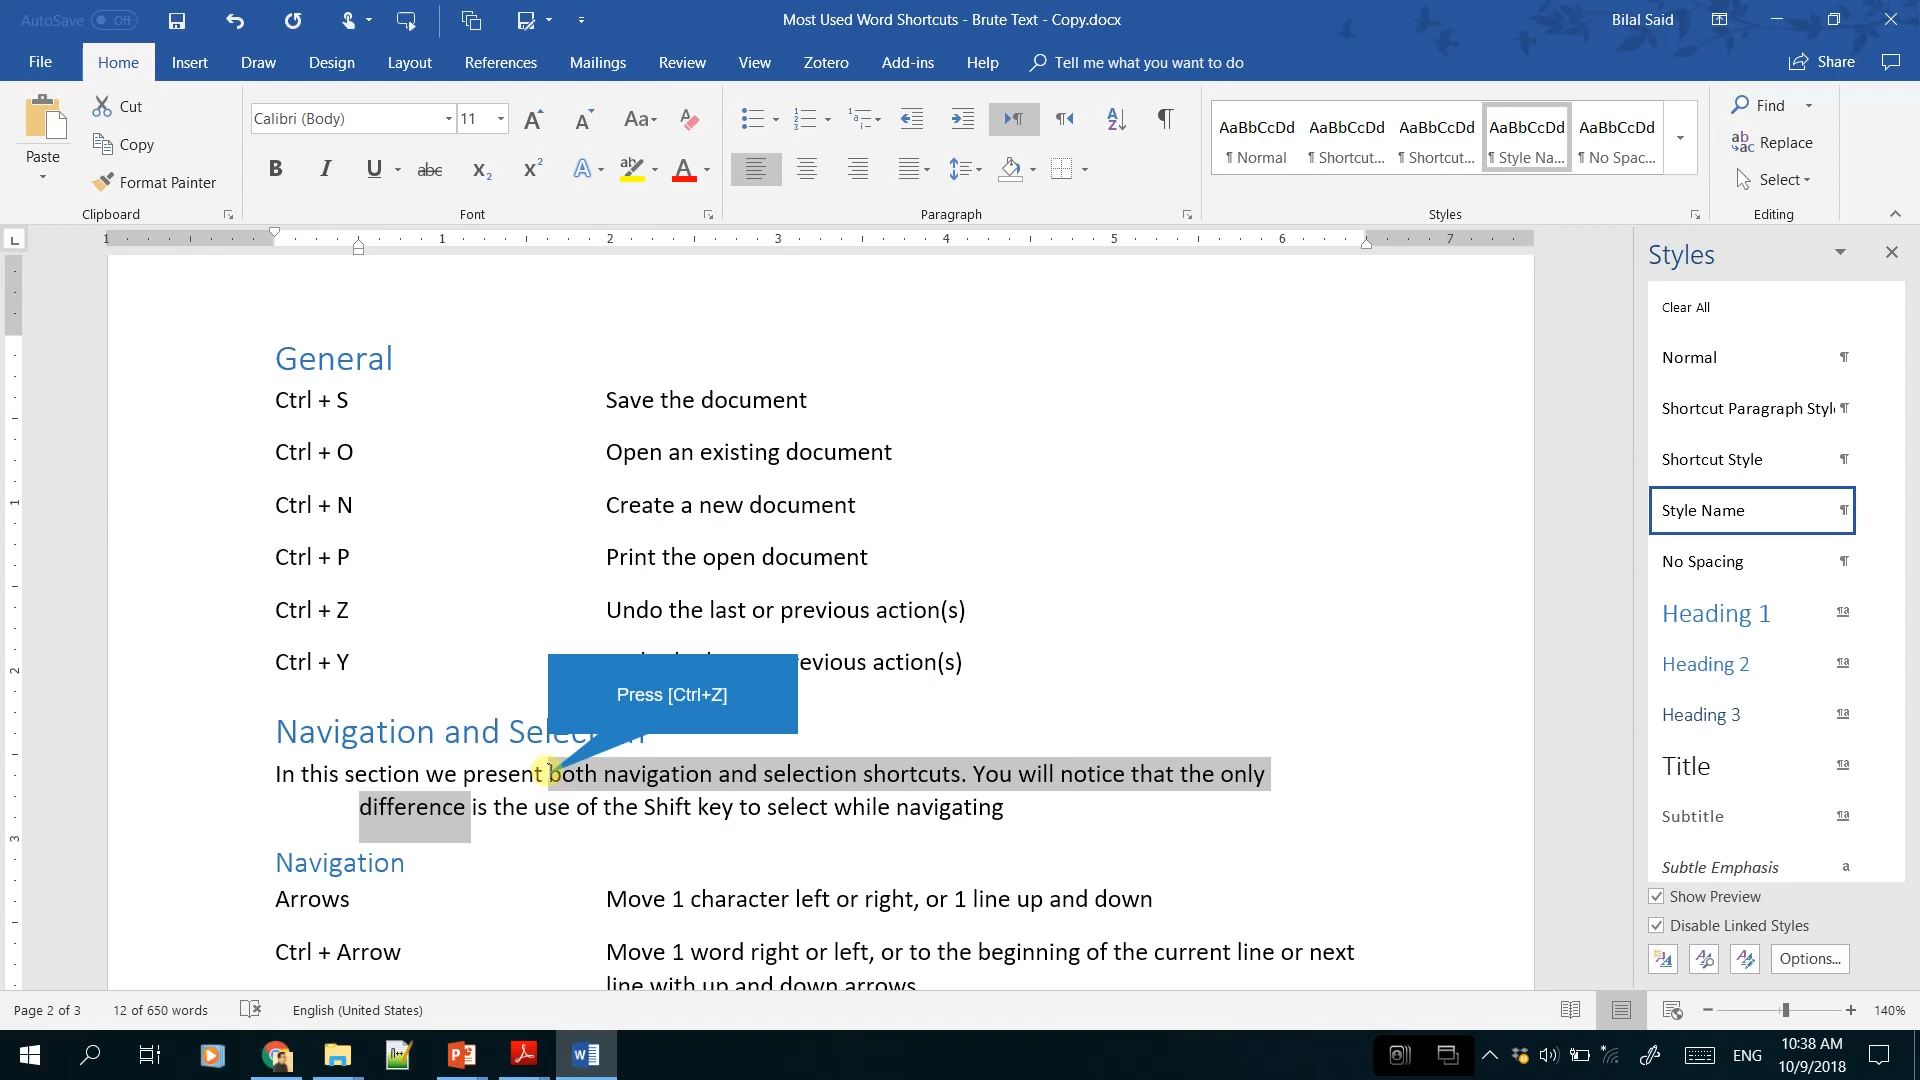 AutoSave Off
Most Used Word Shortcuts - Brute Text - Copy.docx
Bilal Said
File Home Insert Draw Design Layout References Mailings Review View Zotero Add-ins Help Tell me what you want to do
Share
Paste
Cut
Copy
Format Painter
Clipboard
Calibri (Body) 11
Font
Paragraph
AaBbCcDd AaBbCcDd AaBbCcDd AaBbCcDd AaBbCcDd
¶ Normal ¶ Shortcut... ¶ Shortcut... ¶ Style Na... ¶ No Spac...
Styles
Find
Replace
Select
Editing
1 1 2 3 4 5 6 7
General
Ctrl + S Save the document
Ctrl + O Open an existing document
Ctrl + N Create a new document
Ctrl + P Print the open document
Ctrl + Z Undo the last or previous action(s)
Ctrl + Y previous action(s)
Press [Ctrl+Z]
Navigation and Selection
In this section we present both navigation and selection shortcuts. You will notice that the only
difference is the use of the Shift key to select while navigating
Navigation
Arrows Move 1 character left or right, or 1 line up and down
Ctrl + Arrow Move 1 word right or left, or to the beginning of the current line or next
line with up and down arrows
Styles
Clear All
Normal
Shortcut Paragraph Styl
Shortcut Style
Style Name
No Spacing
Heading 1
Heading 2
Heading 3
Title
Subtitle
Subtle Emphasis a
Show Preview
Disable Linked Styles
Options...
Page 2 of 3 12 of 650 words English (United States) 140%
ENG
10:38 AM
10/9/2018